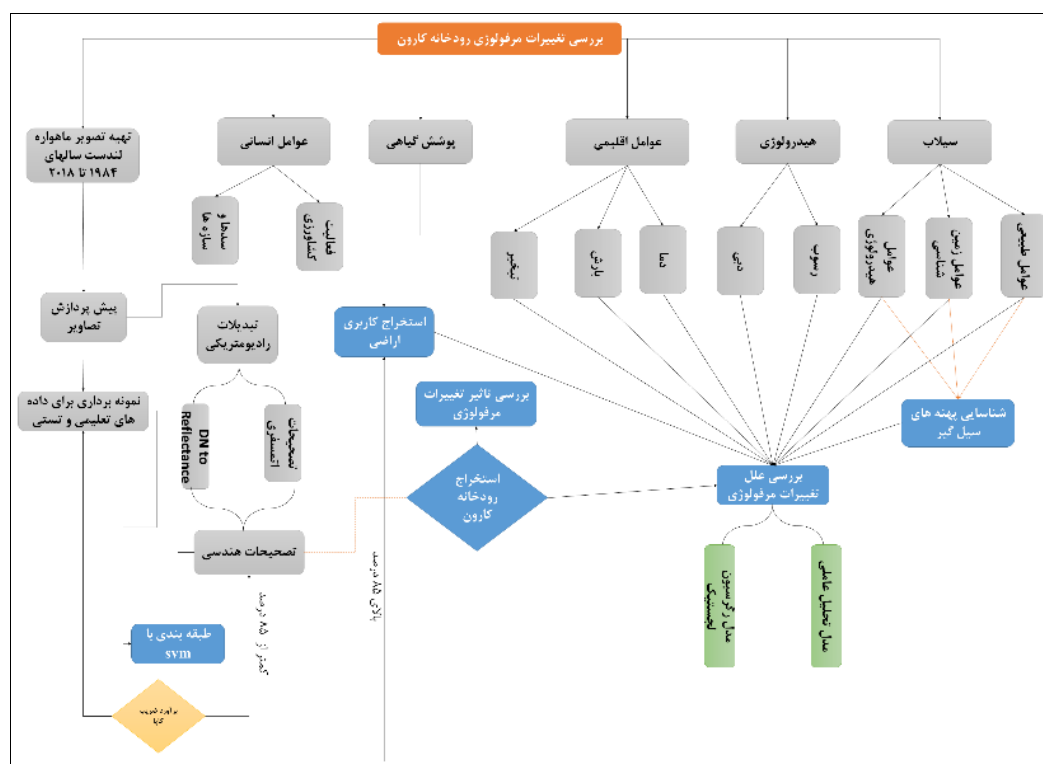 بررسی تغییرات مرفولوژی رودخانه کارون
تهیه تصویر ماهواره
لندست سالهای
۱۹۸۴ تا ۲۰۱۸
عوامل انسانی
پوشش گیاهی
عوامل اقلیمی
هیدرولوژی
سیلاب
سدها و
سازه ها
فعالیت
کشاورزی
تبخیر
بارش
دما
دبی
رسوب
عوامل
هیدرولوژی
عوامل زمین
شناسی
عوامل طبیعی
پیش پردازش
تصاویر
تبدیلات
رادیومتریکی
استخراج کاربری
اراضی
نمونه برداری برای داده
های تعلیمی و تستی
DN to
Reflectance
تصحیحات
اتمسفری
بررسی تاثیر تغییرات
مرفولوژی
شناسایی پهنه های
سیل گیر
استخراج
رودخانه
کارون
بررسی علل
تغییرات مرفولوژی
تصحیحات هندسی
بالای ۸۵ درصد
کمتر از ۸۵ درصد
طبقه بندی با
svm
مدل رگرسیون
لجستیک
مدل تحلیل عاملی
برآورد ضریب
کاپا